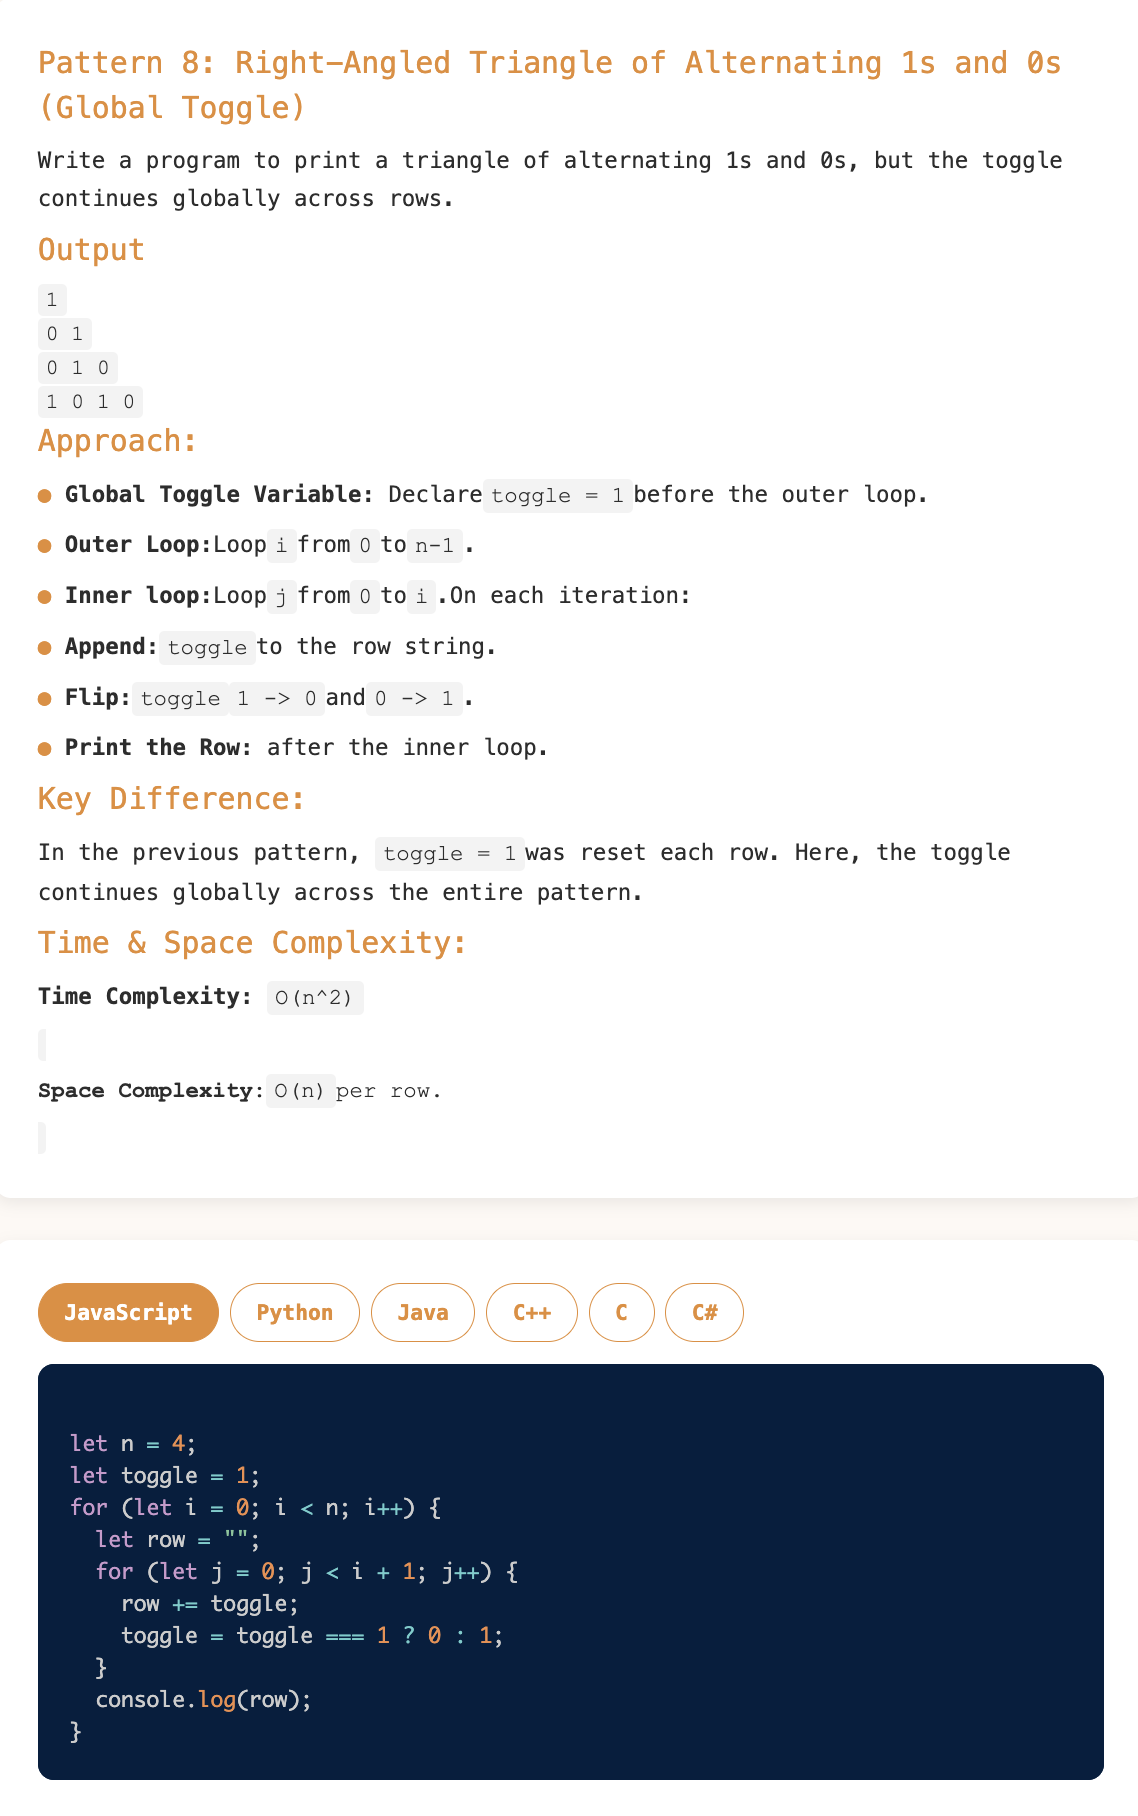 Pattern 8: Right-Angled Triangle of Alternating 1s and 0s
(Global Toggle)
Write a program to print a triangle of alternating 1s and 0s, but the toggle
continues globally across rows.
Output
1
0 1
0 1 0
1 0 1 0
Approach:
Global Toggle Variable: Declare toggle = 1 before the outer loop.
Outer Loop:Loop i from 0 to n-1 .
Inner loop:Loop j from 0 to i .On each iteration:
Append: toggle to the row string.
Flip: toggle 1 -> 0 and 0 -> 1 .
Print the Row: after the inner loop.
Key Difference:
In the previous pattern, toggle = 1 was reset each row. Here, the toggle
continues globally across the entire pattern.
Time & Space Complexity:
Time Complexity: O(n^2)
Space Complexity: O(n) per row.
JavaScript Python Java C++ C C#
let n = 4;
let toggle = 1;
for (let i = 0; i < n; i++) {
  let row = "";
  for (let j = 0; j < i + 1; j++) {
    row += toggle;
    toggle = toggle === 1 ? 0 : 1;
  }
  console.log(row);
}